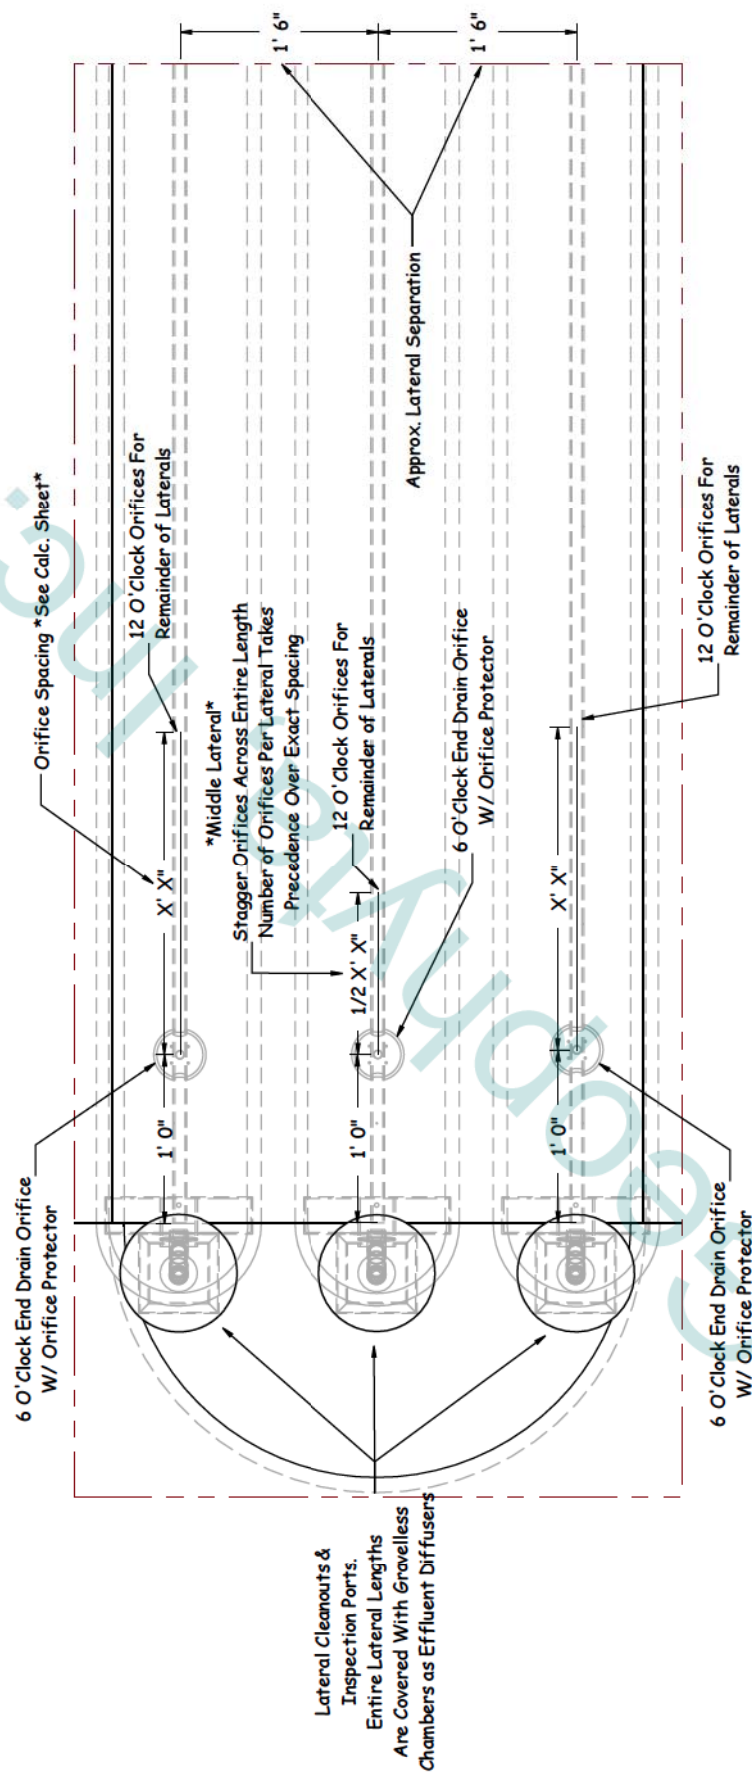 Lateral Cleanouts &
Inspection Ports.
Entire Lateral Lengths
Are Covered With Gravelless
Chambers as Effluent Diffusers
6 O'Clock End Drain Orifice
W/ Orifice Protector
1' 0"
X' X"
Orifice Spacing *See Calc. Sheet*
12 O'Clock Orifices For
Remainder of Laterals
1' 6"
*Middle Lateral*
Stagger Orifices Across Entire Length
Number of Orifices Per Lateral Takes
Precedence Over Exact Spacing
1' 0"
1/2 X' X"
12 O'Clock Orifices For
Remainder of Laterals
6 O'Clock End Drain Orifice
W/ Orifice Protector
Approx. Lateral Separation
1' 6"
1' 0"
X' X"
12 O'Clock Orifices For
Remainder of Laterals
6 O'Clock End Drain Orifice
W/ Orifice Protector
Geophyta, Inc.